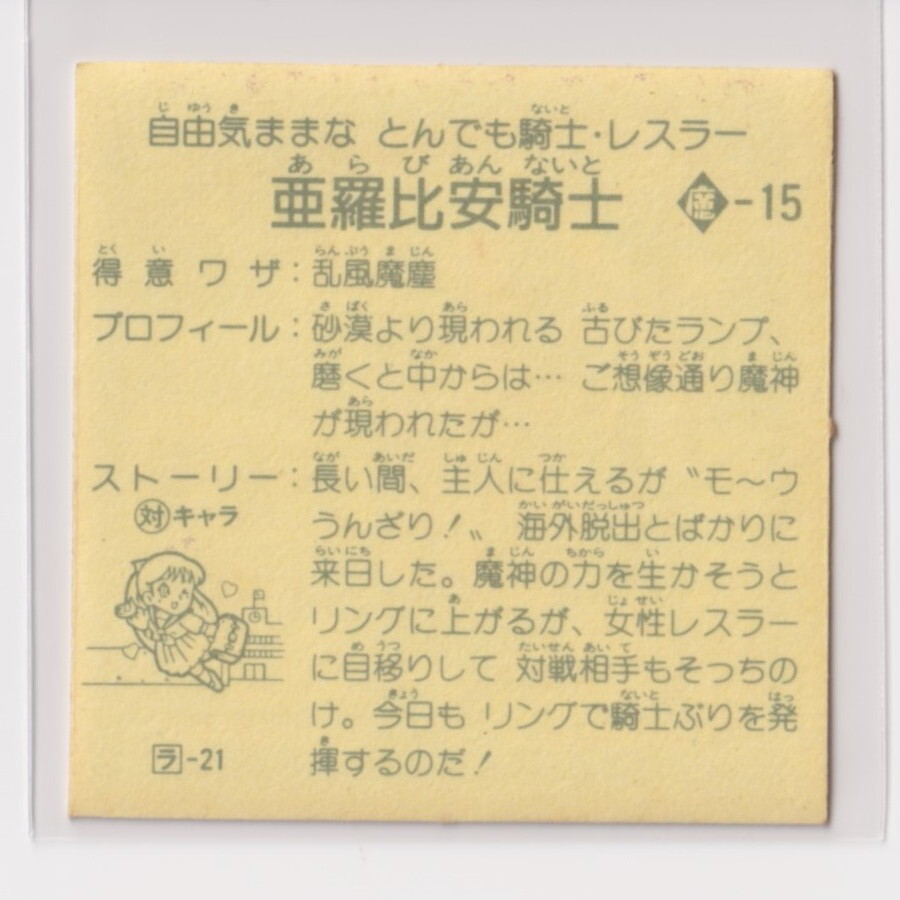 自由気ままな とんでも騎士・レスラー
亜羅比安騎士 魔-15
得意ワザ：乱風魔塵
プロフィール：砂漠より現われる 古びたランプ、
磨くと中からは… ご想像通り魔神
が現われたが…
ストーリー：長い間、主人に仕えるが〝モ〜ウ
うんざり！〟 海外脱出とばかりに
来日した。魔神の力を生かそうと
リングに上がるが、女性レスラー
に目移りして 対戦相手もそっちの
け。今日も リングで騎士ぶりを発
揮するのだ！
対キャラ
ラ-21